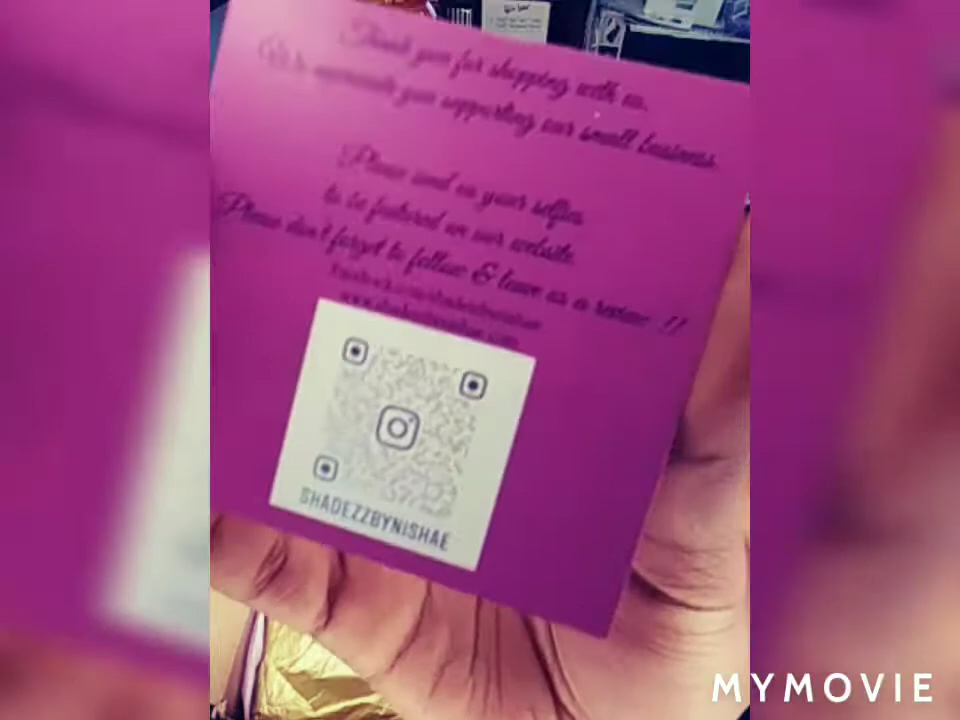 Thank you for shopping with us.
We appreciate you supporting our small business.
Please send us your selfies
to be featured on our website.
Please don't forget to follow & leave us a review !!
SHADEZZBYNISHAE
MYMOVIE